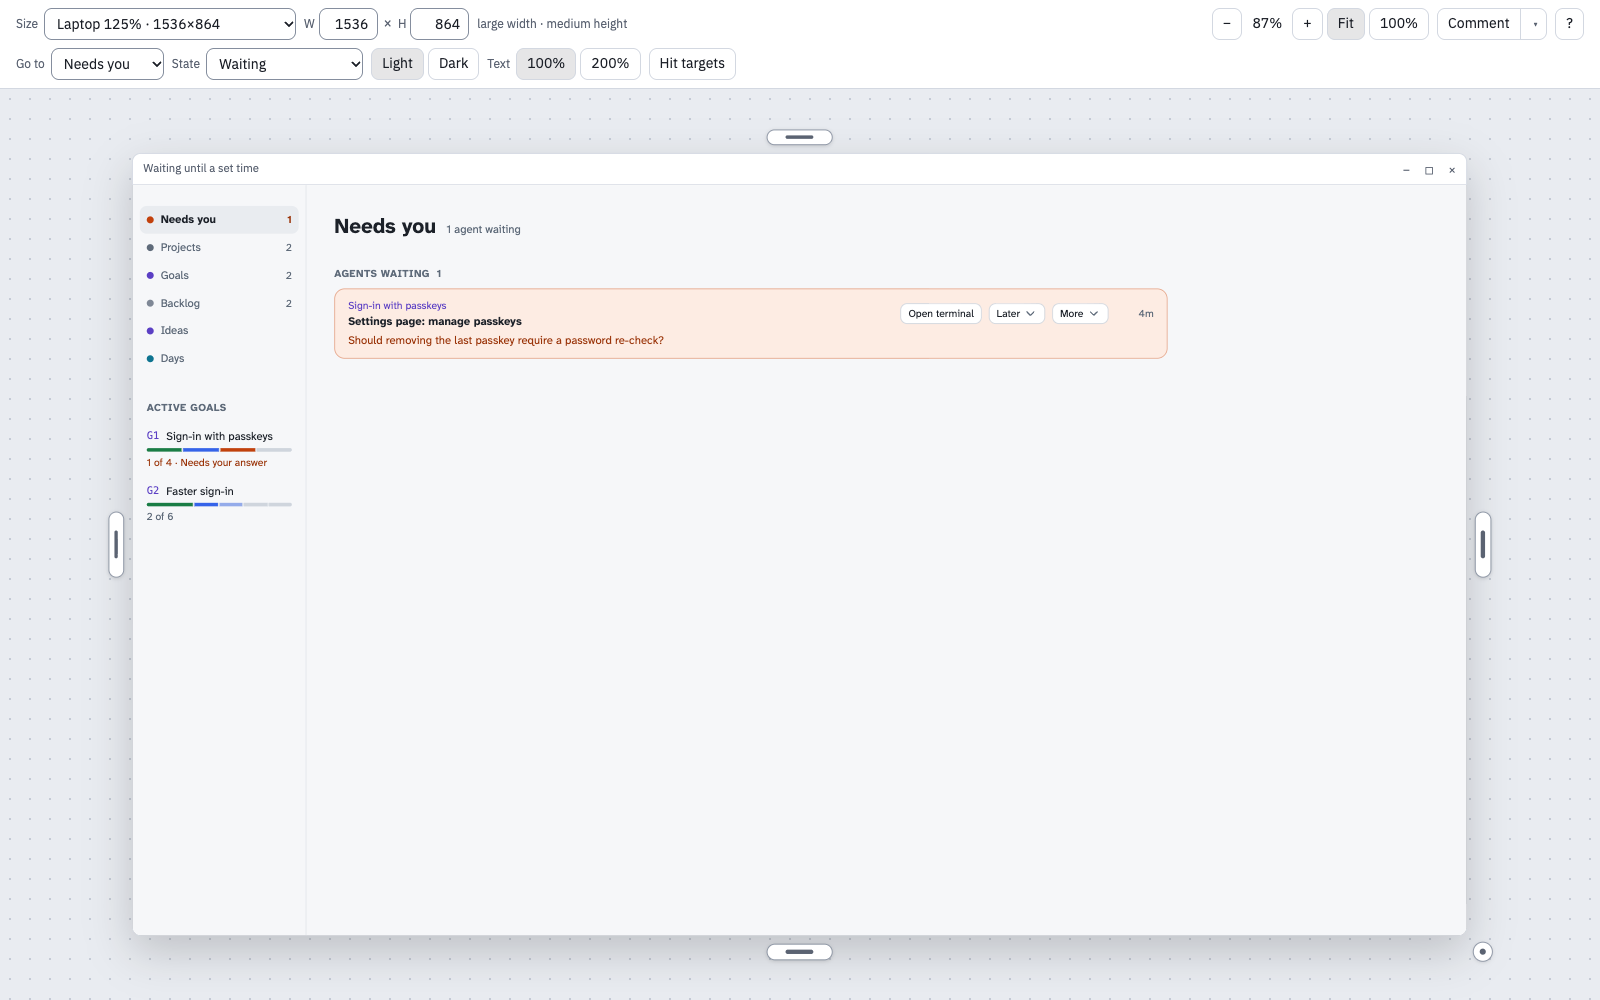 Size Laptop 125% · 1536×864 W 1536 × H 864 large width · medium height − 87% + Fit 100% Comment ?
Go to Needs you State Waiting Light Dark Text 100% 200% Hit targets
Waiting until a set time
Needs you 1
Projects 2
Goals 2
Backlog 2
Ideas
Days
ACTIVE GOALS
G1 Sign-in with passkeys
1 of 4 · Needs your answer
G2 Faster sign-in
2 of 6
Needs you 1 agent waiting
AGENTS WAITING 1
Sign-in with passkeys
Settings page: manage passkeys
Should removing the last passkey require a password re-check?
Open terminal Later More 4m